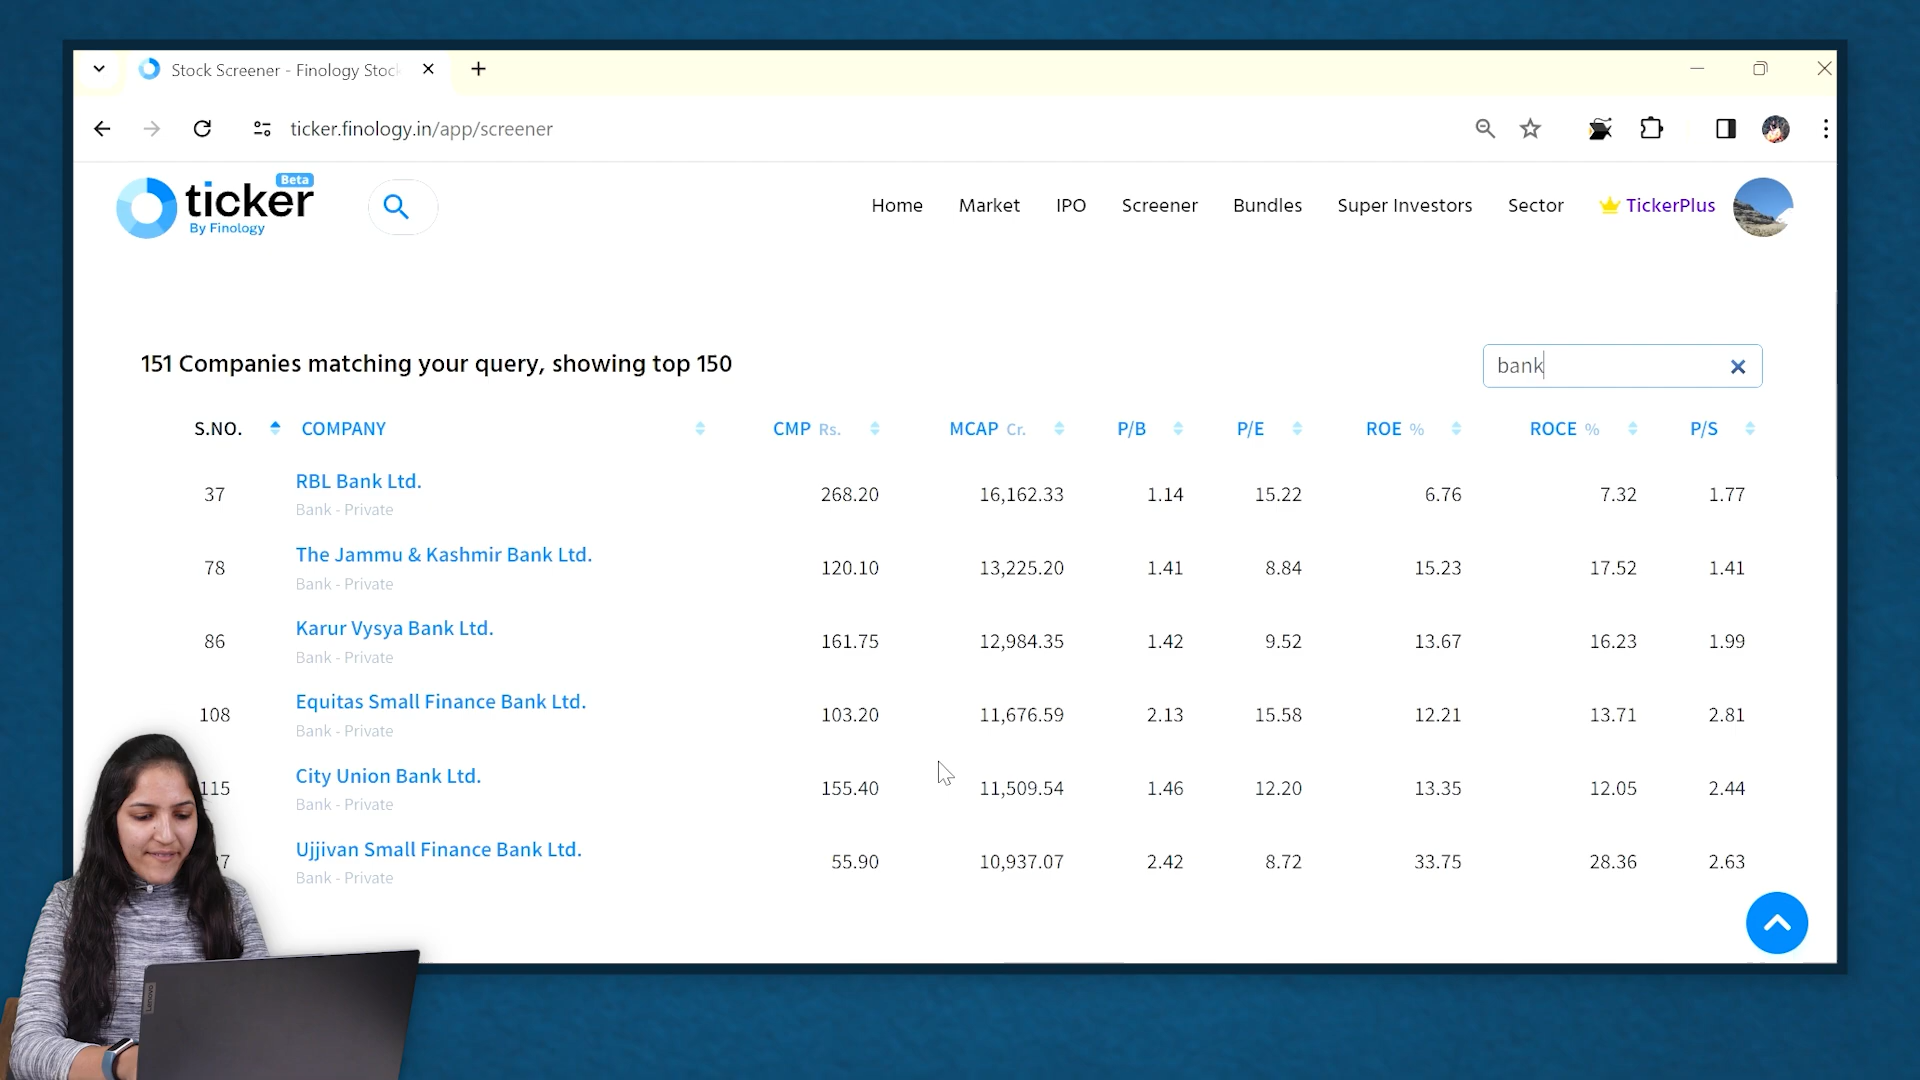 Stock Screener - Finology Stoc
ticker.finology.in/app/screener
ticker Beta
By Finology
Home Market IPO Screener Bundles Super Investors Sector TickerPlus
151 Companies matching your query, showing top 150
bank
S.NO. COMPANY CMP Rs. MCAP Cr. P/B P/E ROE % ROCE % P/S
37 RBL Bank Ltd. 268.20 16,162.33 1.14 15.22 6.76 7.32 1.77
Bank - Private
78 The Jammu & Kashmir Bank Ltd. 120.10 13,225.20 1.41 8.84 15.23 17.52 1.41
Bank - Private
86 Karur Vysya Bank Ltd. 161.75 12,984.35 1.42 9.52 13.67 16.23 1.99
Bank - Private
108 Equitas Small Finance Bank Ltd. 103.20 11,676.59 2.13 15.58 12.21 13.71 2.81
Bank - Private
115 City Union Bank Ltd. 155.40 11,509.54 1.46 12.20 13.35 12.05 2.44
Bank - Private
7 Ujjivan Small Finance Bank Ltd. 55.90 10,937.07 2.42 8.72 33.75 28.36 2.63
Bank - Private
Lenovo